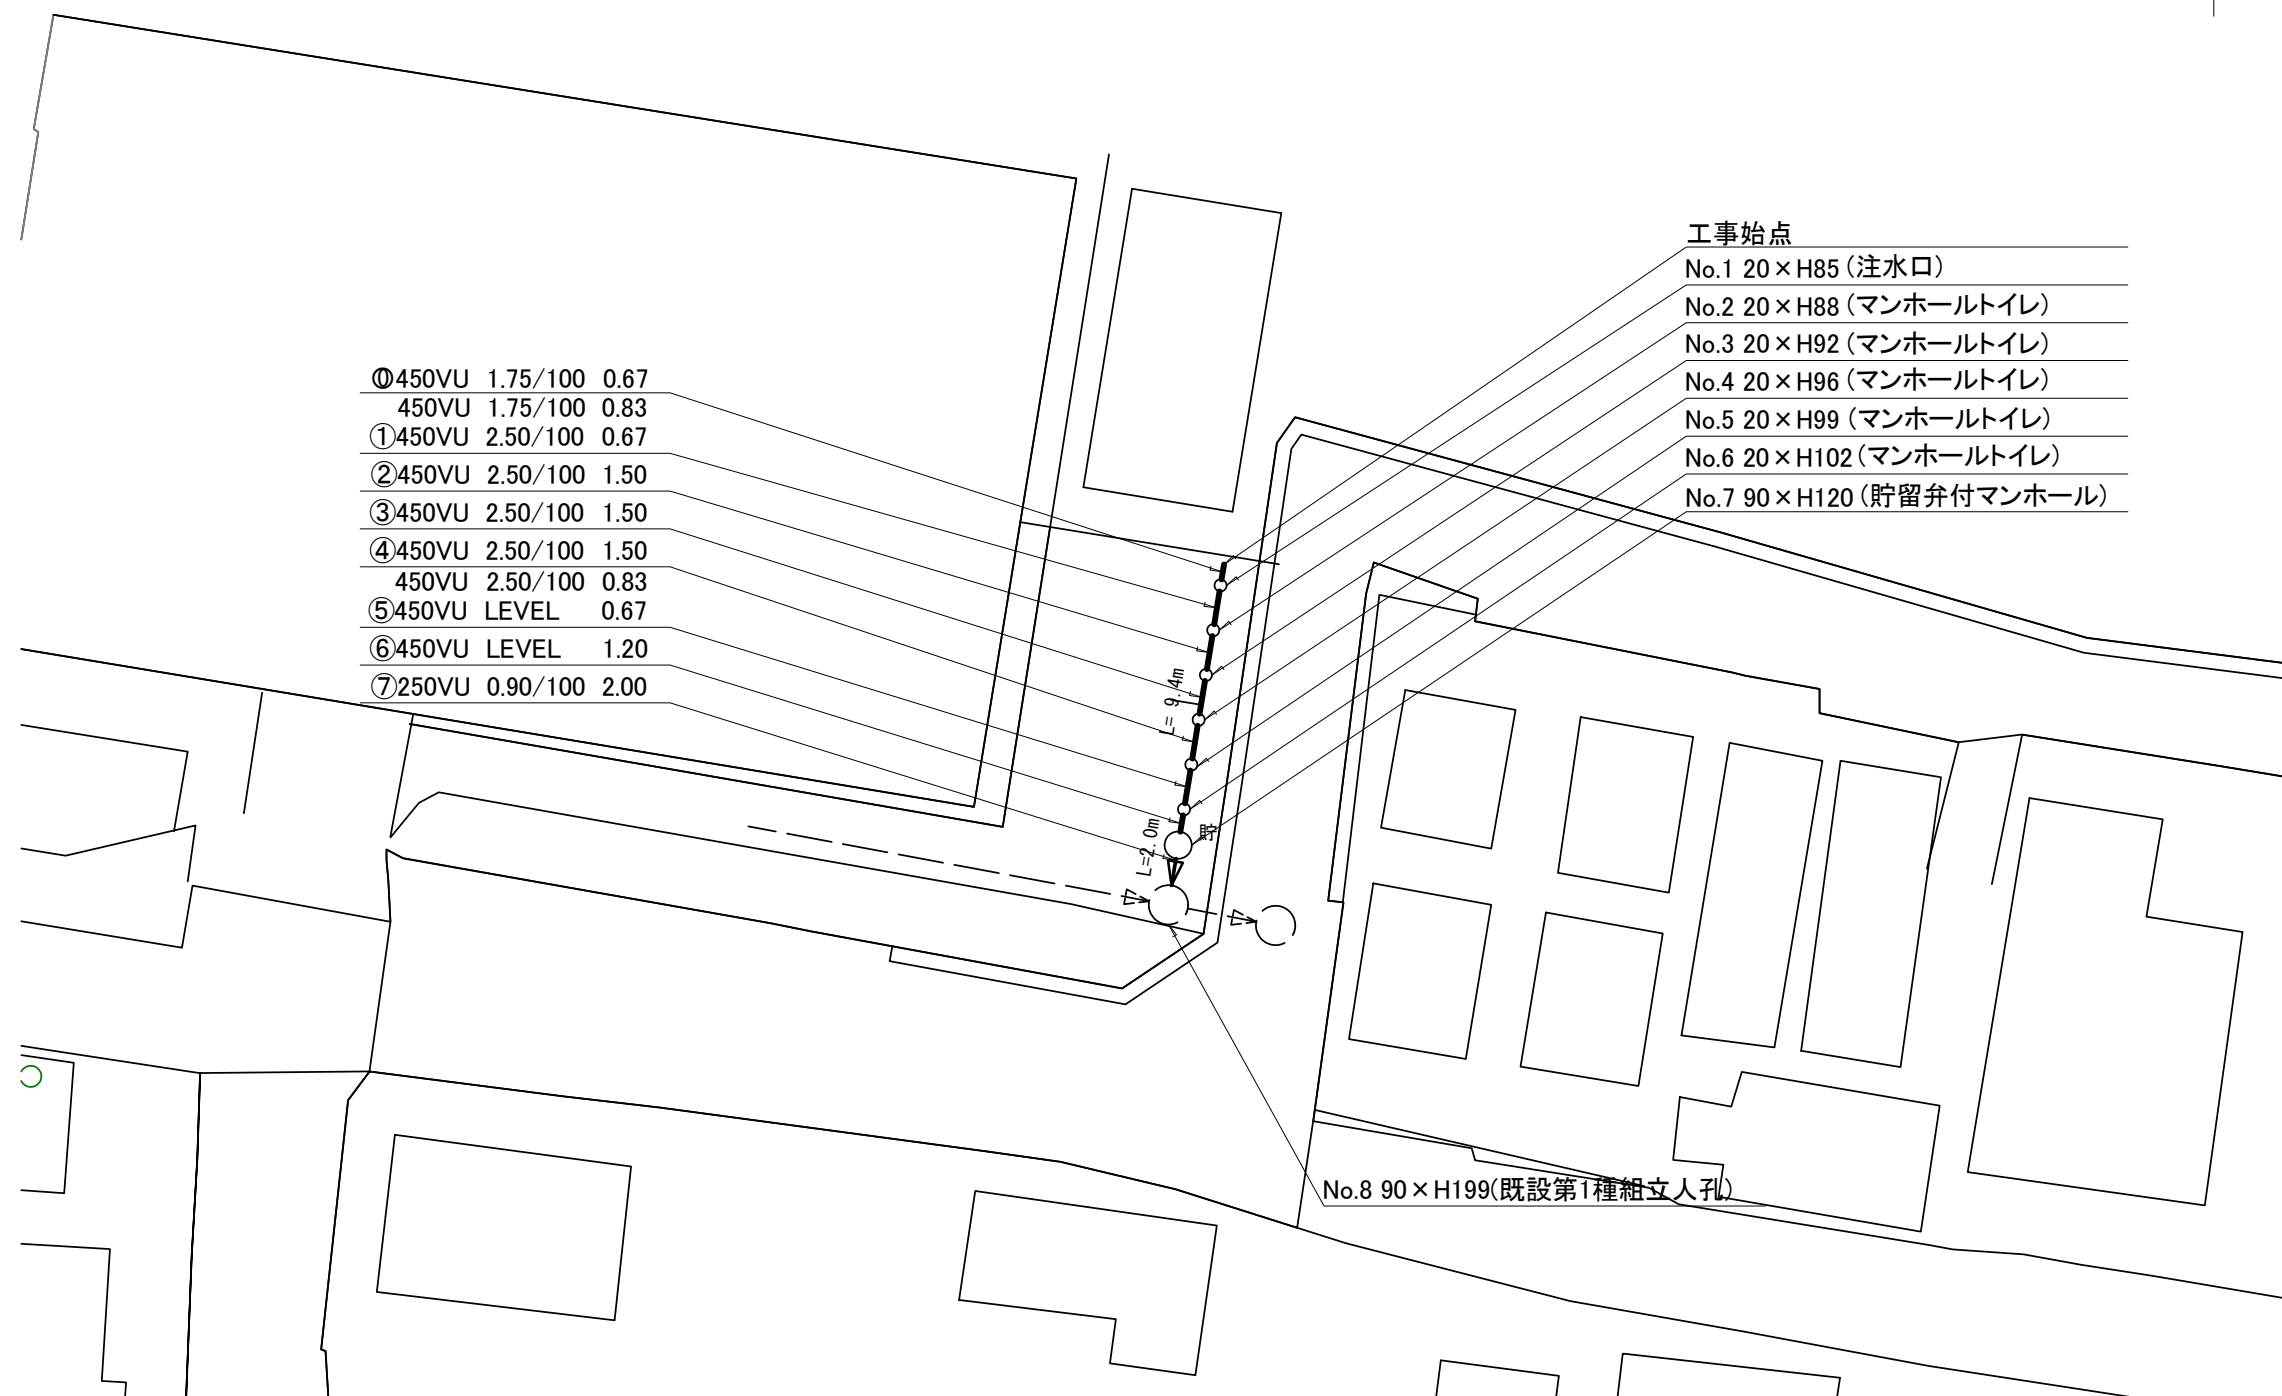 工事始点
No.1 20×H85(注水口)
No.2 20×H88(マンホールトイレ)
No.3 20×H92(マンホールトイレ)
No.4 20×H96(マンホールトイレ)
No.5 20×H99(マンホールトイレ)
No.6 20×H102(マンホールトイレ)
No.7 90×H120(貯留弁付マンホール)
⓪450VU 1.75/100 0.67
450VU 1.75/100 0.83
①450VU 2.50/100 0.67
②450VU 2.50/100 1.50
③450VU 2.50/100 1.50
④450VU 2.50/100 1.50
450VU 2.50/100 0.83
⑤450VU LEVEL 0.67
⑥450VU LEVEL 1.20
⑦250VU 0.90/100 2.00
L= 9.4m
L=2.0m
貯
No.8 90×H199(既設第1種組立人孔)